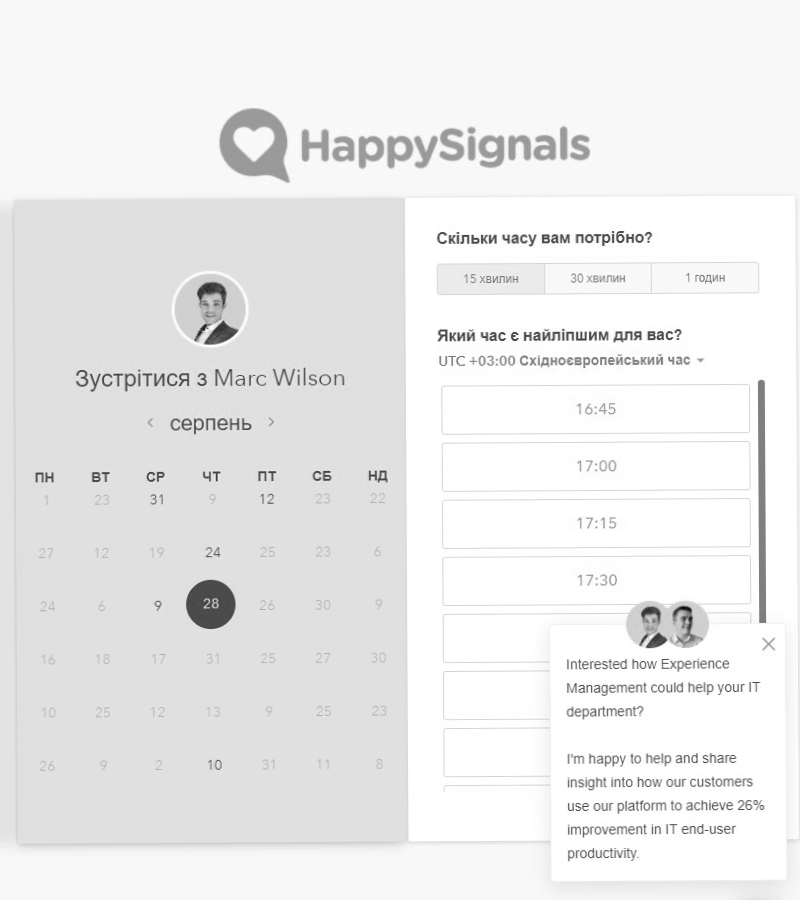 HappySignals
Зустрітися з Marc Wilson
серпень
ПН ВТ СР ЧТ ПТ СБ НД
1 23 31 9 12 23 22
27 12 19 24 25 23 6
24 6 9 28 26 30 9
16 18 17 31 25 27 30
10 25 12 13 9 25 23
26 9 2 10 31 11 8
Скільки часу вам потрібно?
15 хвилин 30 хвилин 1 годин
Який час є найліпшим для вас?
UTC +03:00 Східноєвропейський час
16:45
17:00
17:15
17:30
Interested how Experience
Management could help your IT
department?
I'm happy to help and share
insight into how our customers
use our platform to achieve 26%
improvement in IT end-user
productivity.